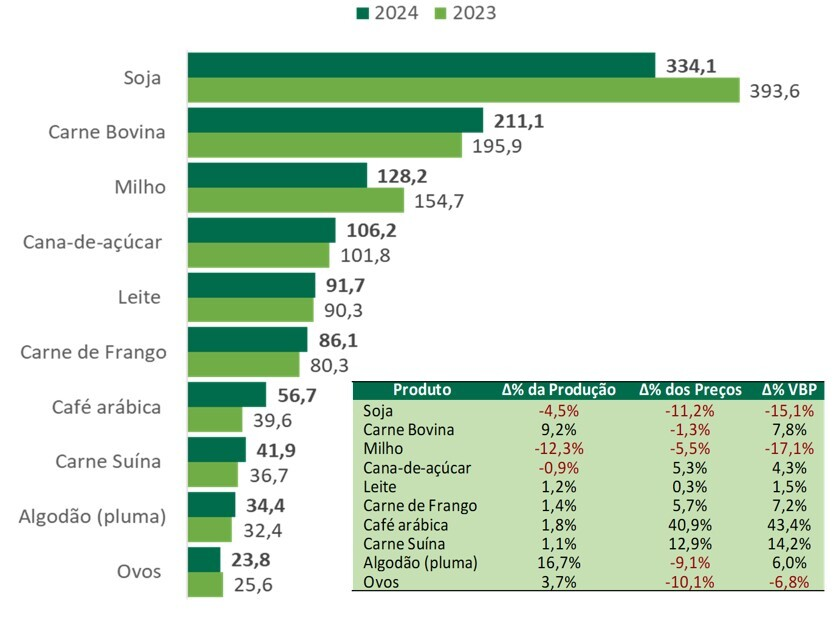 2024 2023
Soja 334,1
393,6
Carne Bovina 211,1
195,9
Milho 128,2
154,7
Cana-de-açúcar 106,2
101,8
Leite 91,7
90,3
Carne de Frango 86,1
80,3
Café arábica 56,7
39,6
Carne Suína 41,9
36,7
Algodão (pluma) 34,4
32,4
Ovos 23,8
25,6
Produto Δ% da Produção Δ% dos Preços Δ% VBP
Soja -4,5% -11,2% -15,1%
Carne Bovina 9,2% -1,3% 7,8%
Milho -12,3% -5,5% -17,1%
Cana-de-açúcar -0,9% 5,3% 4,3%
Leite 1,2% 0,3% 1,5%
Carne de Frango 1,4% 5,7% 7,2%
Café arábica 1,8% 40,9% 43,4%
Carne Suína 1,1% 12,9% 14,2%
Algodão (pluma) 16,7% -9,1% 6,0%
Ovos 3,7% -10,1% -6,8%